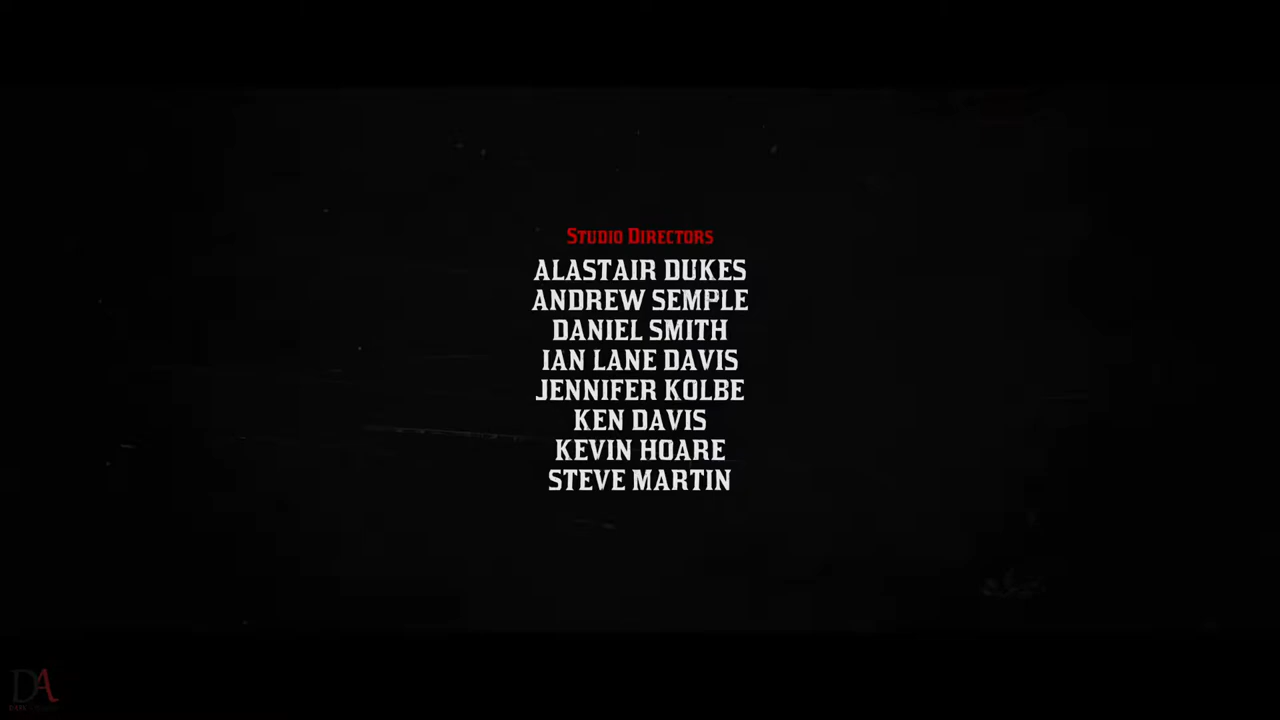 Studio Directors
ALASTAIR DUKES
ANDREW SEMPLE
DANIEL SMITH
IAN LANE DAVIS
JENNIFER KOLBE
KEN DAVIS
KEVIN HOARE
STEVE MARTIN
DA